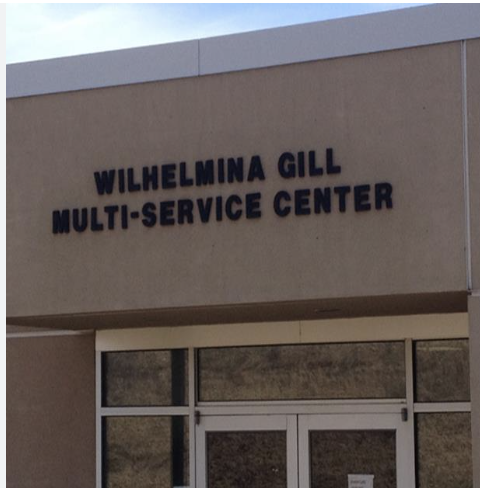 WILHELMINA GILL
MULTI-SERVICE CENTER